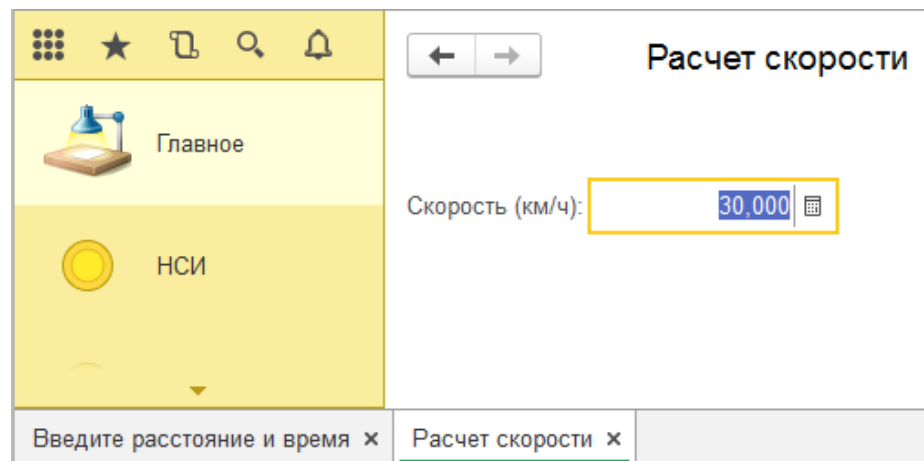 Расчет скорости
Главное
Скорость (км/ч): 30,000
НСИ
Введите расстояние и время × Расчет скорости ×